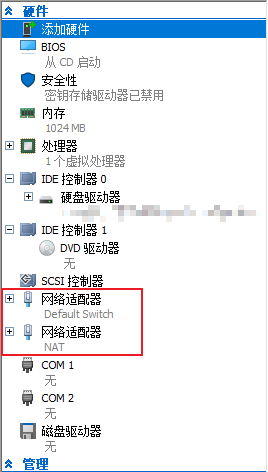 硬件
添加硬件
BIOS
从 CD 启动
安全性
密钥存储驱动器已禁用
内存
1024 MB
处理器
1 个虚拟处理器
IDE 控制器 0
硬盘驱动器
IDE 控制器 1
DVD 驱动器
无
SCSI 控制器
网络适配器
Default Switch
网络适配器
NAT
COM 1
无
COM 2
无
磁盘驱动器
无
管理